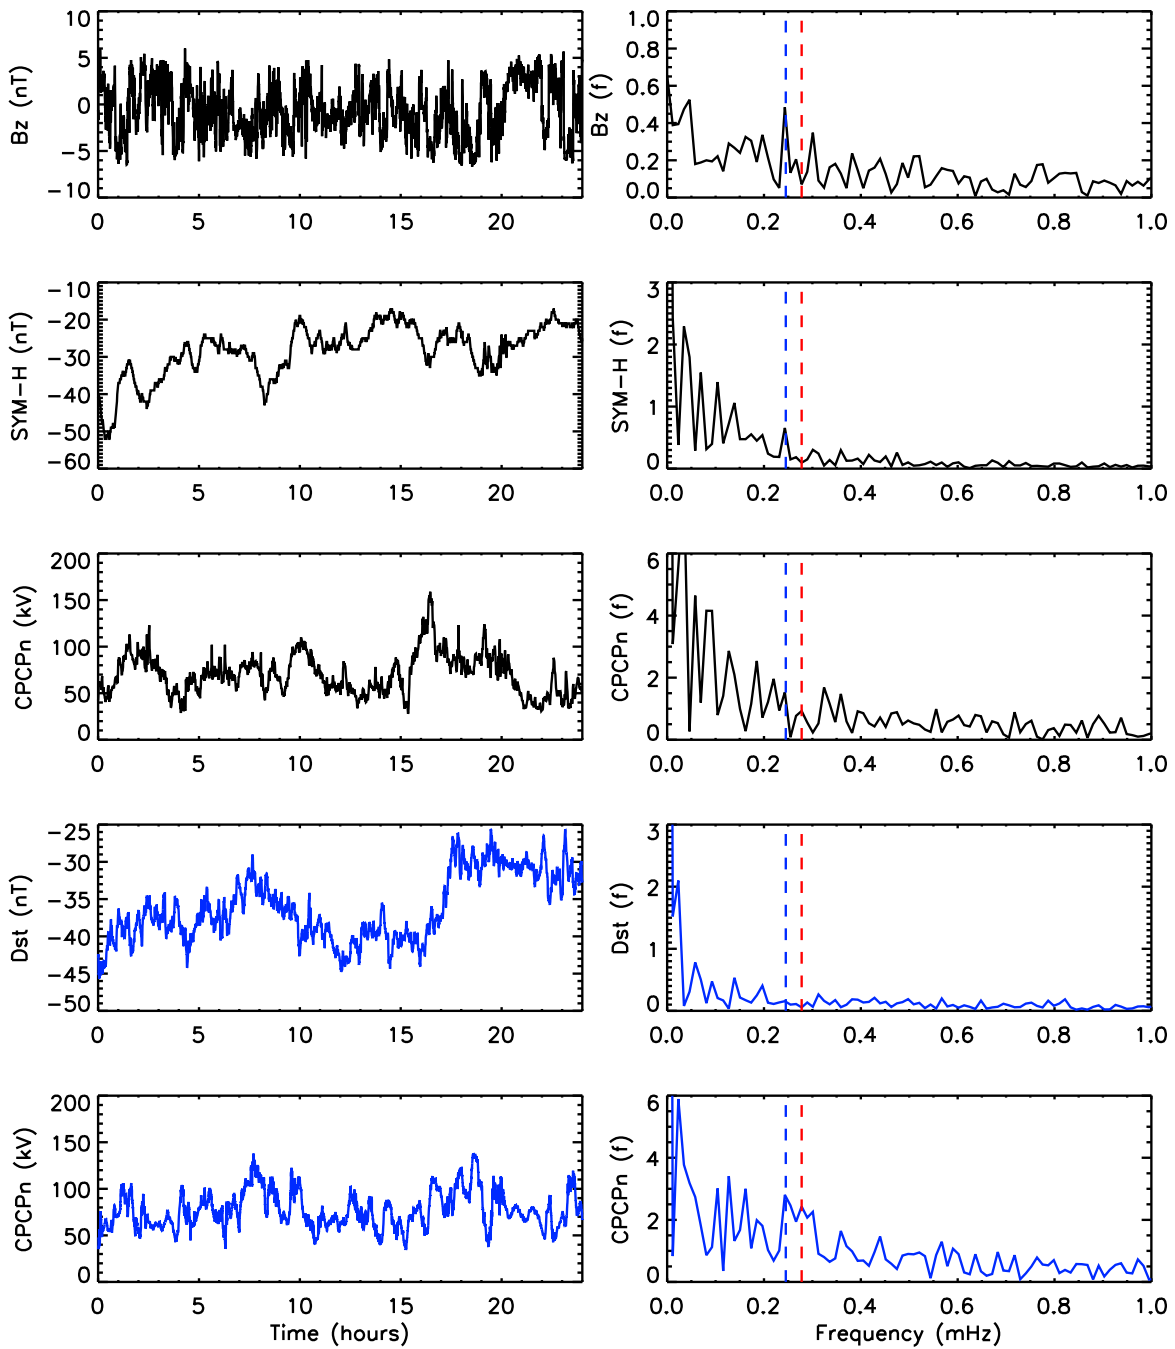 10
5
0
−5
−10
Bz (nT)
0 5 10 15 20
1.0
0.8
0.6
0.4
0.2
0.0
Bz (f)
0.0 0.2 0.4 0.6 0.8 1.0
−10
−20
−30
−40
−50
−60
SYM−H (nT)
0 5 10 15 20
3
2
1
0
SYM−H (f)
0.0 0.2 0.4 0.6 0.8 1.0
200
150
100
50
0
CPCPn (kV)
0 5 10 15 20
6
4
2
0
CPCPn (f)
0.0 0.2 0.4 0.6 0.8 1.0
−25
−30
−35
−40
−45
−50
Dst (nT)
0 5 10 15 20
3
2
1
0
Dst (f)
0.0 0.2 0.4 0.6 0.8 1.0
200
150
100
50
0
CPCPn (kV)
0 5 10 15 20
Time (hours)
6
4
2
0
CPCPn (f)
0.0 0.2 0.4 0.6 0.8 1.0
Frequency (mHz)